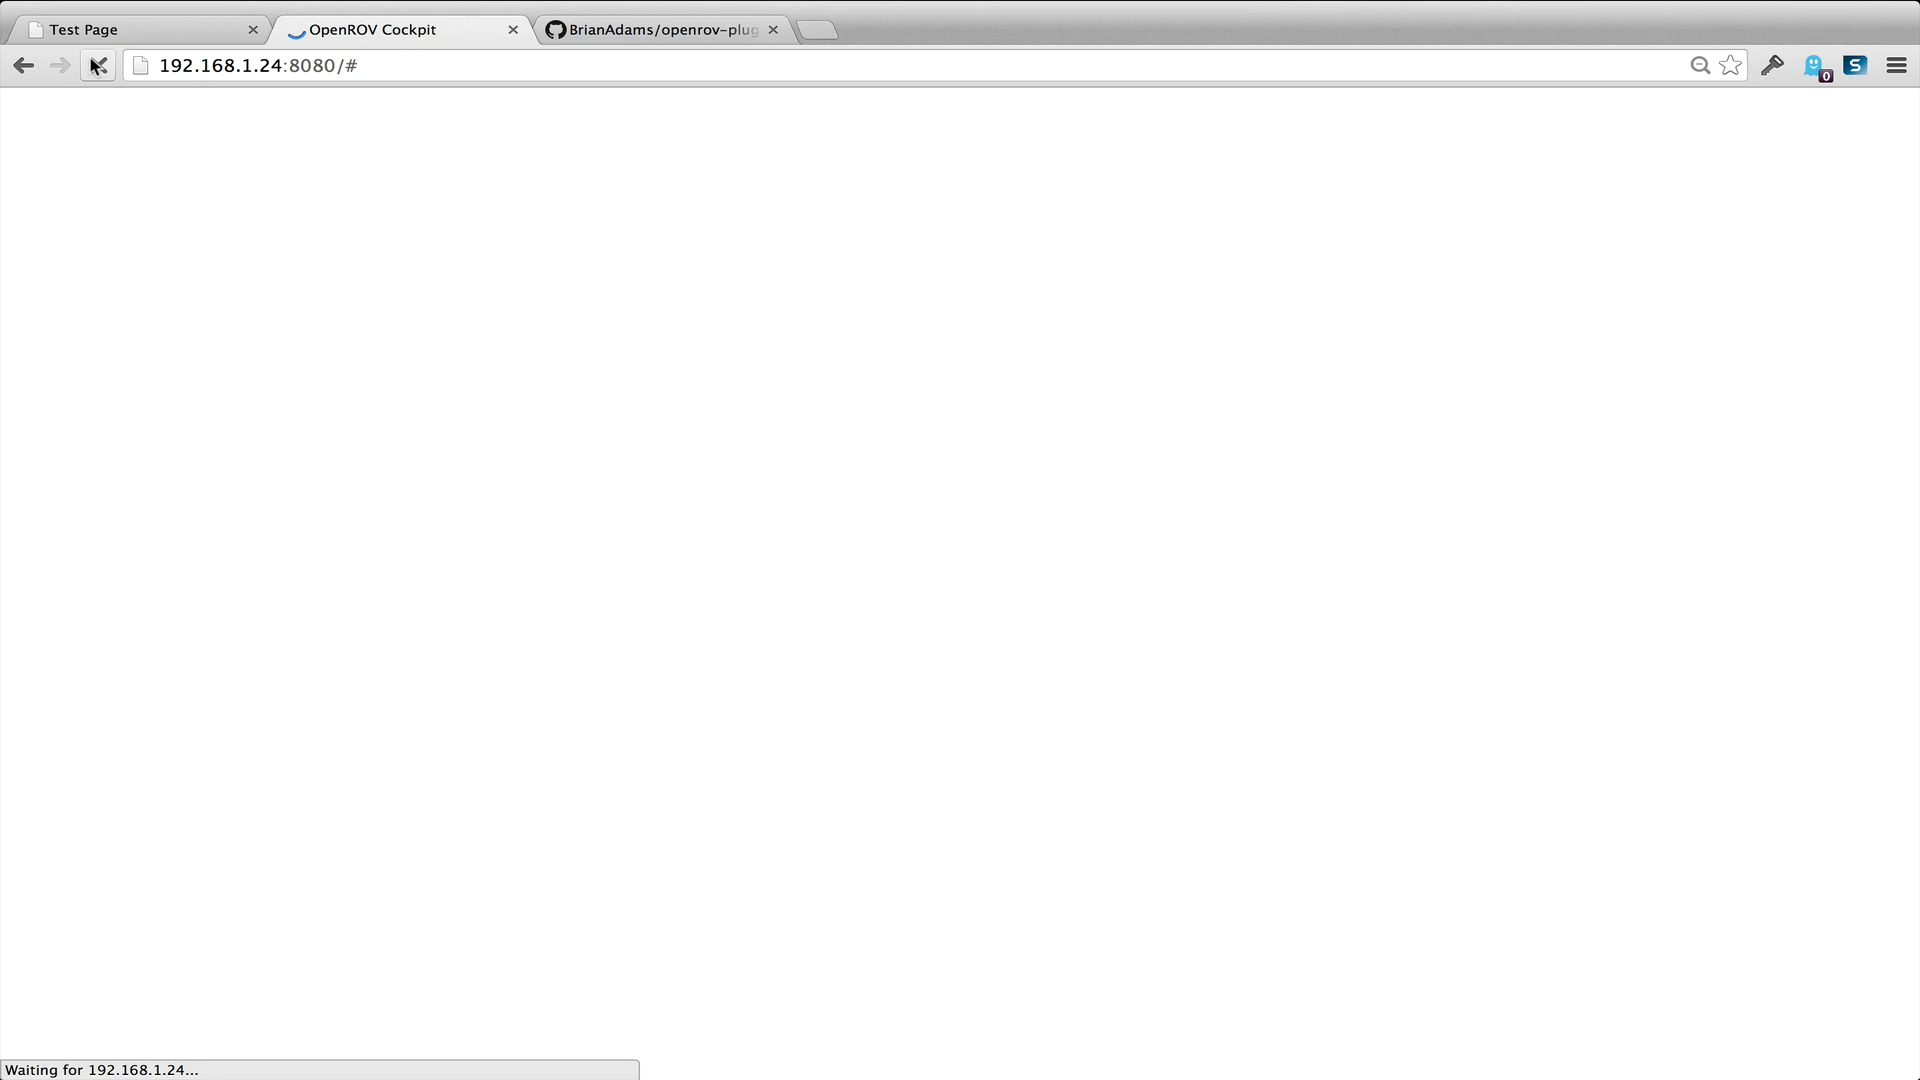 Test Page
OpenROV Cockpit
BrianAdams/openrov-plug
192.168.1.24:8080/#
0
S
Waiting for 192.168.1.24...